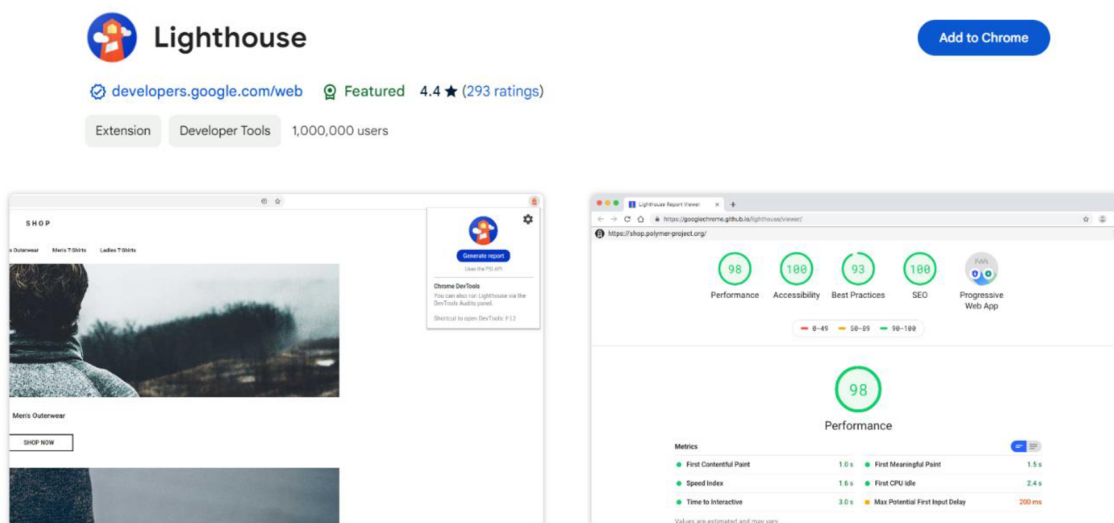 Lighthouse
Add to Chrome
developers.google.com/web Featured 4.4 ★ (293 ratings)
Extension Developer Tools 1,000,000 users
SHOP
Outerwear Men's T-Shirts Ladies T-Shirts
Generate report
Uses the PSI API
Chrome DevTools
You can also run Lighthouse via the
DevTools Audits panel.
Shortcut to open DevTools: F12
Men's Outerwear
SHOP NOW
Lighthouse Report Viewer
https://googlechrome.github.io/lighthouse/viewer/
https://shop.polymer-project.org/
98 100 93 100 PWA
Performance Accessibility Best Practices SEO Progressive
Web App
0-49 50-89 90-100
98
Performance
Metrics
First Contentful Paint 1.0 s First Meaningful Paint 1.5 s
Speed Index 1.6 s First CPU Idle 2.4 s
Time to Interactive 3.0 s Max Potential First Input Delay 200 ms
Values are estimated and may vary